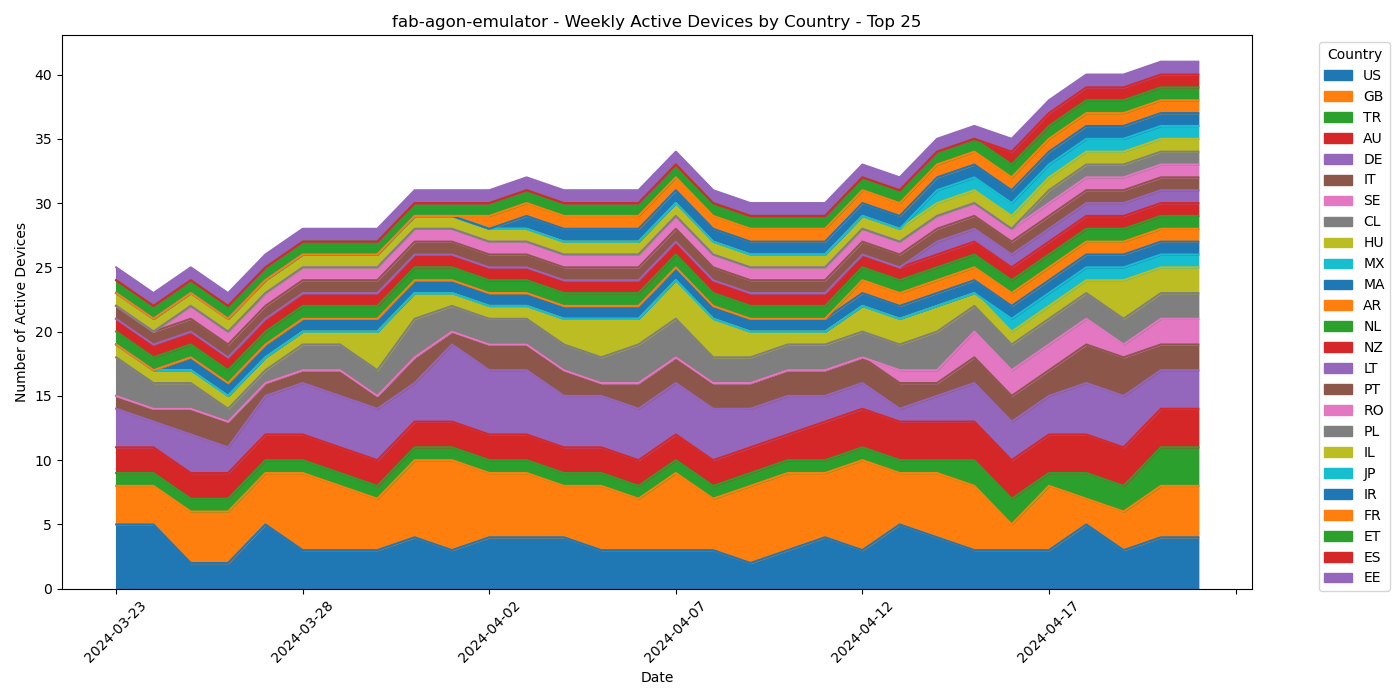 fab-agon-emulator - Weekly Active Devices by Country - Top 25
Number of Active Devices
40
35
30
25
20
15
10
5
0
2024-03-23
2024-03-28
2024-04-02
2024-04-07
2024-04-12
2024-04-17
Date
Country
US
GB
TR
AU
DE
IT
SE
CL
HU
MX
MA
AR
NL
NZ
LT
PT
RO
PL
IL
JP
IR
FR
ET
ES
EE